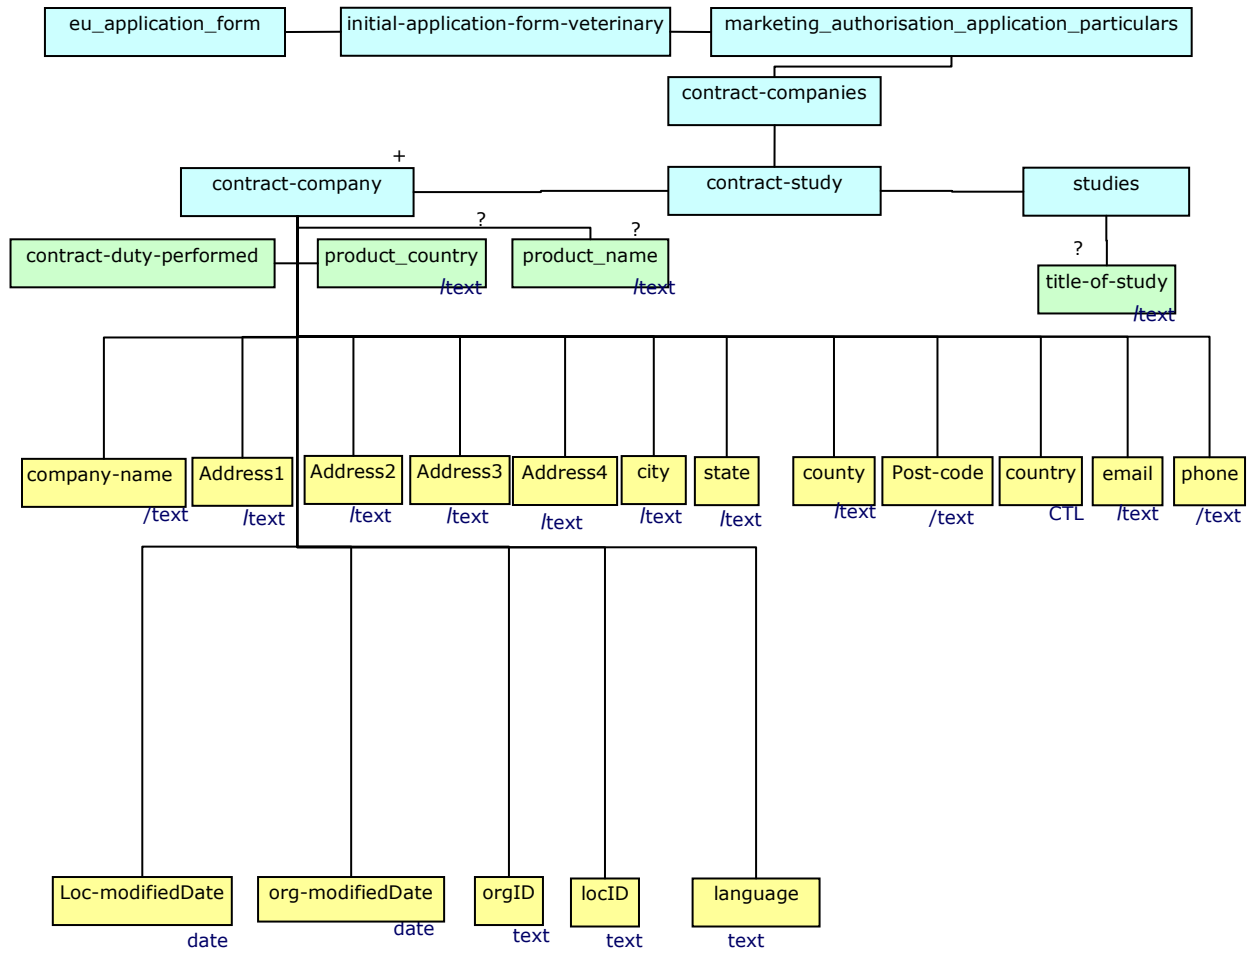 eu_application_form
initial-application-form-veterinary
marketing_authorisation_application_particulars
contract-companies
+
contract-company
contract-study
studies
?
?
?
contract-duty-performed
product_country
/text
product_name
/text
title-of-study
/text
company-name
/text
Address1
/text
Address2
/text
Address3
/text
Address4
/text
city
/text
state
/text
county
/text
Post-code
/text
country
CTL
email
/text
phone
/text
Loc-modifiedDate
date
org-modifiedDate
date
orgID
text
locID
text
language
text